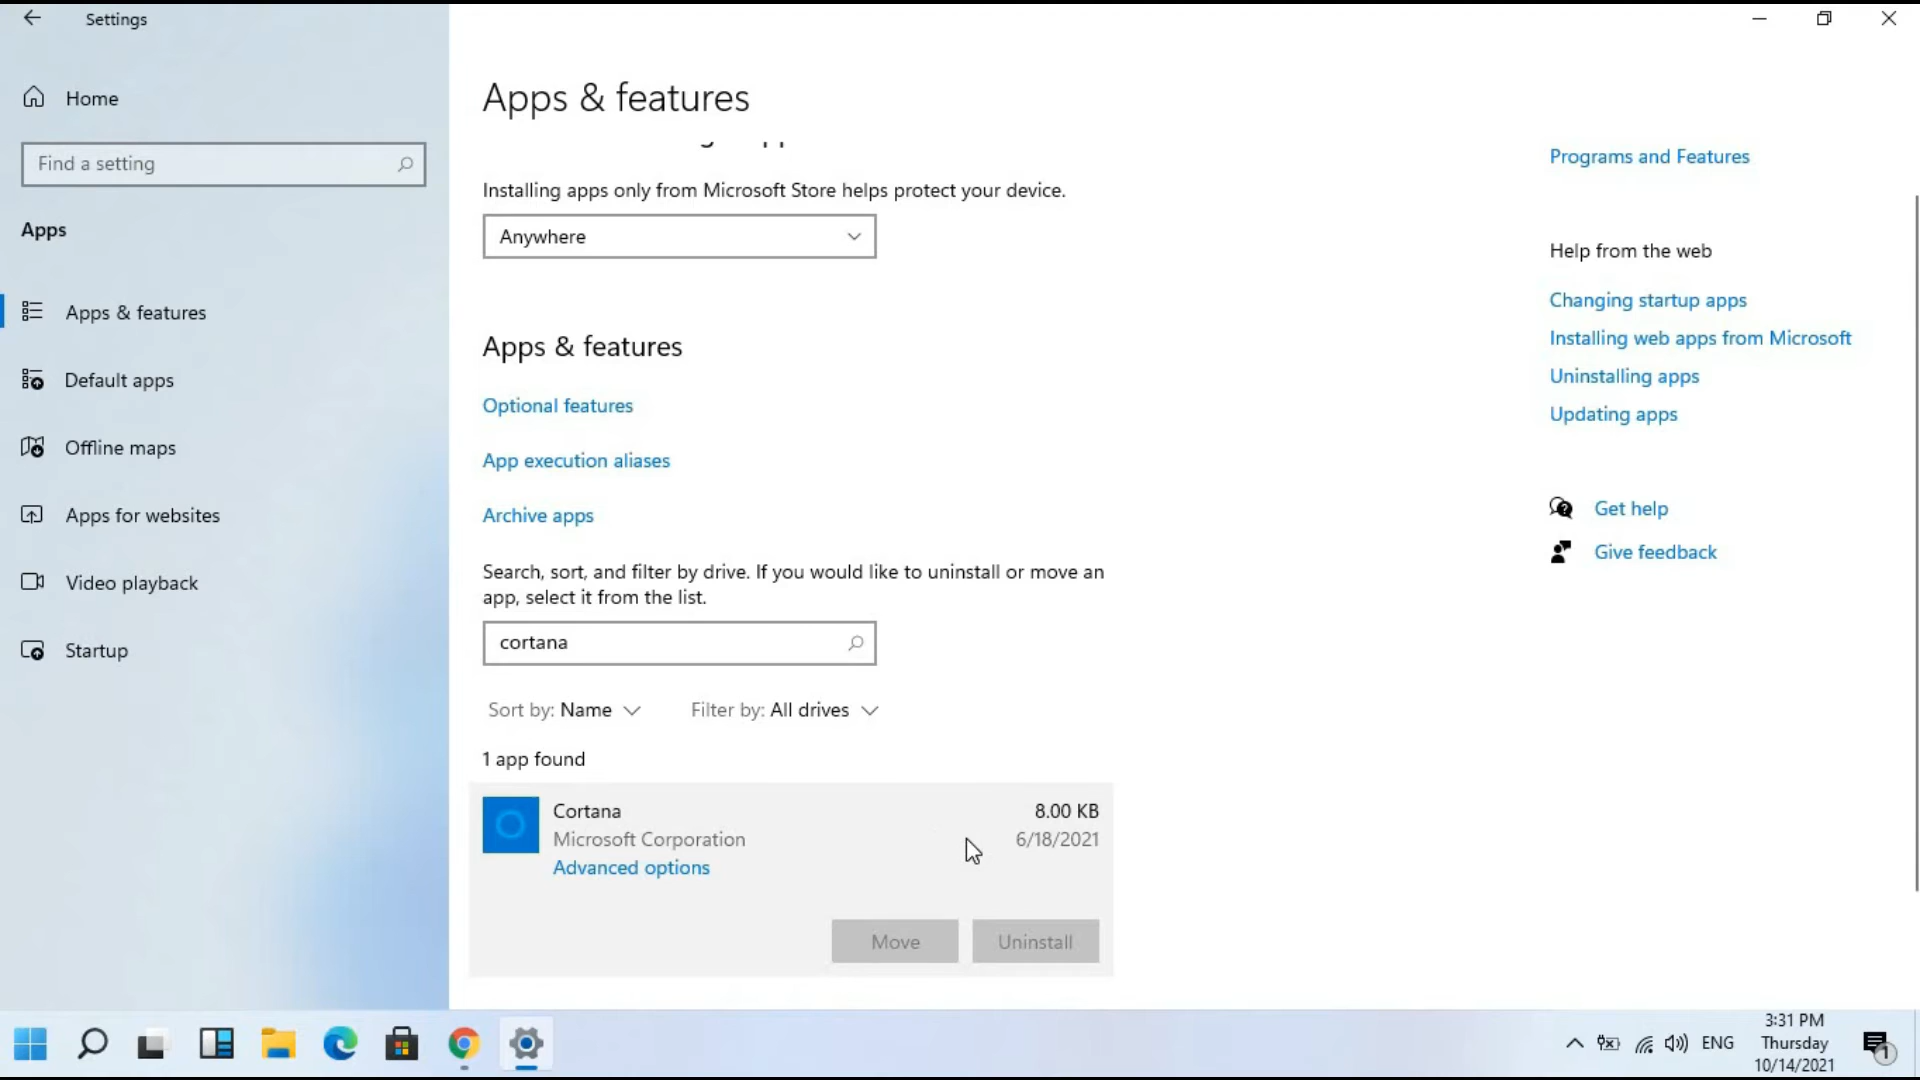 Settings
Home
Find a setting
Apps
Apps & features
Default apps
Offline maps
Apps for websites
Video playback
Startup
Apps & features
Installing apps only from Microsoft Store helps protect your device.
Anywhere
Apps & features
Optional features
App execution aliases
Archive apps
Search, sort, and filter by drive. If you would like to uninstall or move an
app, select it from the list.
cortana
Sort by: Name
Filter by: All drives
1 app found
Cortana
8.00 KB
Microsoft Corporation
6/18/2021
Advanced options
Move
Uninstall
Programs and Features
Help from the web
Changing startup apps
Installing web apps from Microsoft
Uninstalling apps
Updating apps
Get help
Give feedback
ENG
3:31 PM
Thursday
10/14/2021
1